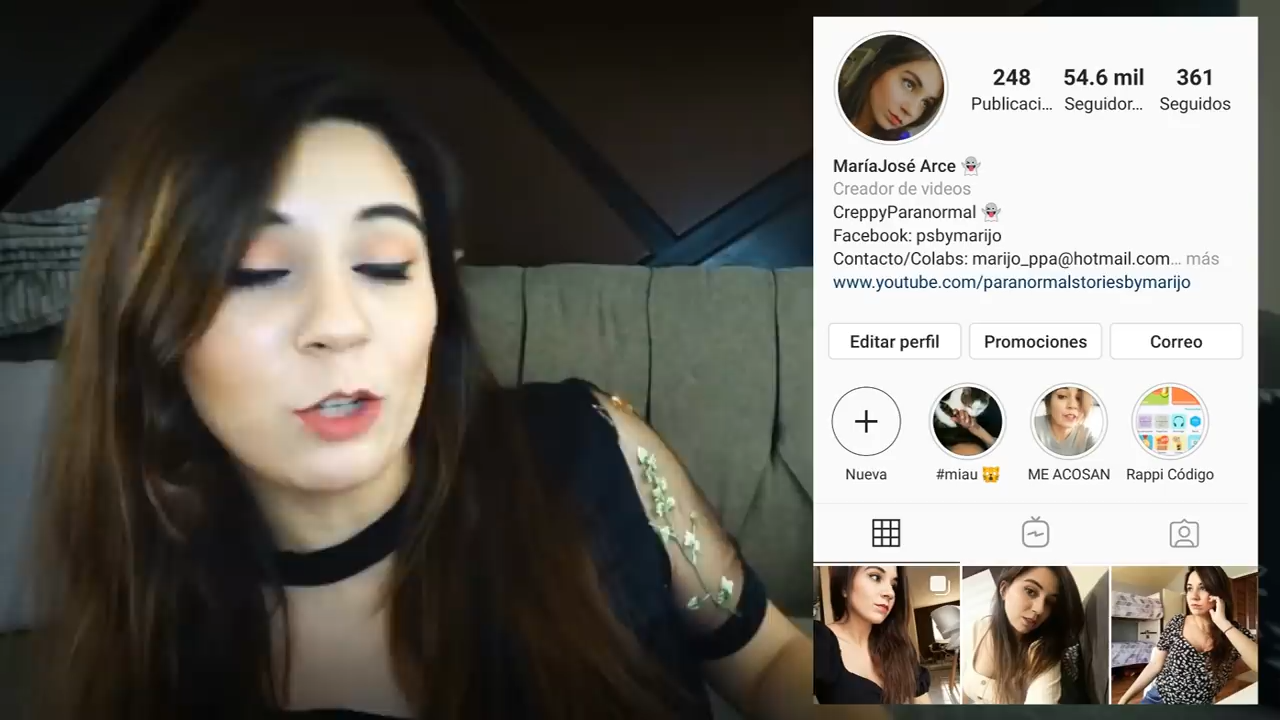 248 54.6 mil 361
Publicaci... Seguidor... Seguidos
MaríaJosé Arce 👻
Creador de videos
CreppyParanormal 👻
Facebook: psbymarijo
Contacto/Colabs: marijo_ppa@hotmail.com... más
www.youtube.com/paranormalstoriesbymarijo
Editar perfil Promociones Correo
Nueva #miau 🐯 ME ACOSAN Rappi Código